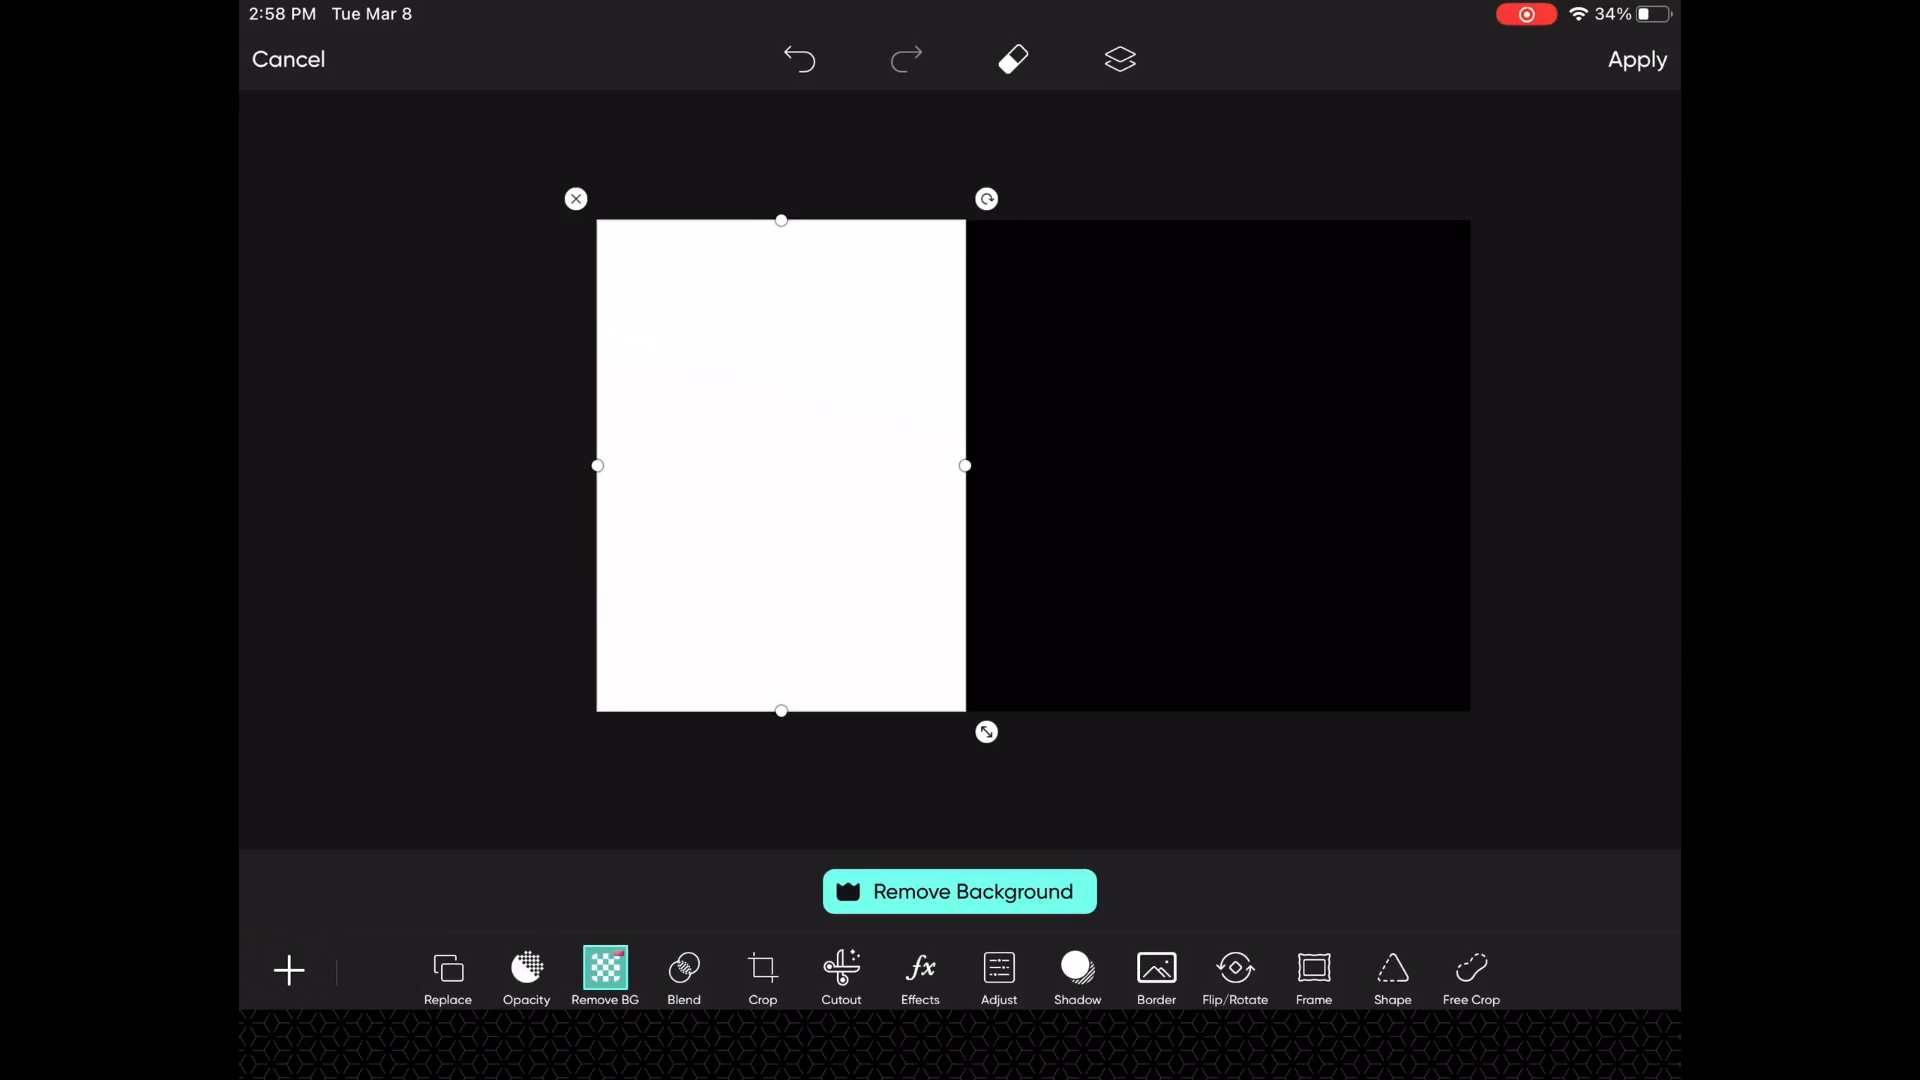 2:58 PM Tue Mar 8
34%
Cancel
Apply
Remove Background
Replace
Opacity
Remove BG
Blend
Crop
Cutout
Effects
Adjust
Shadow
Border
Flip/Rotate
Frame
Shape
Free Crop